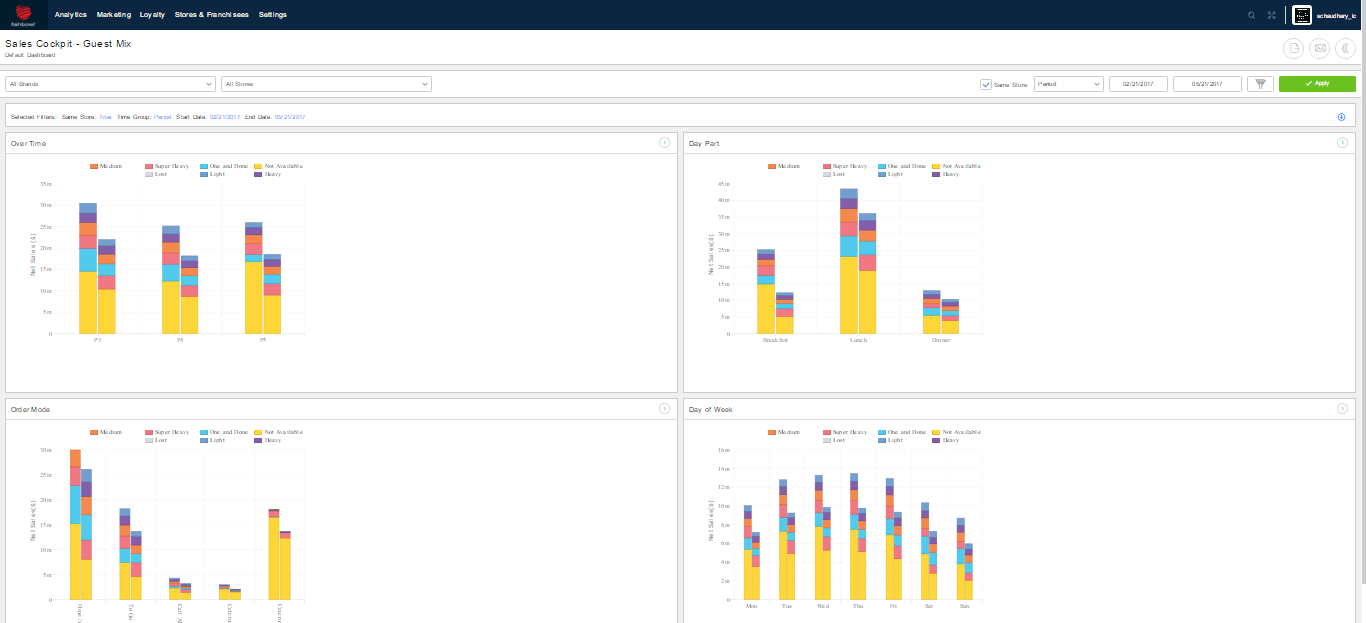 fishbowl
Analytics Marketing Loyalty Stores & Franchisees Settings
schaudhary_ic
Sales Cockpit - Guest Mix
Default Dashboard
All Brands
All Stores
Same Store
Period
02/21/2017
05/21/2017
Apply
Selected Filters: Same Store: True Time Group: Period Start Date: 02/21/2017 End Date: 05/21/2017
Over Time
Medium Super Heavy One and Done Not Available
Lost Light Heavy
35m
30m
25m
20m
15m
10m
5m
0
Net Sales($)
P3 P4 P5
Day Part
Medium Super Heavy One and Done Not Available
Lost Light Heavy
45m
40m
35m
30m
25m
20m
15m
10m
5m
0
Net Sales($)
Breakfast Lunch Dinner
Order Mode
Medium Super Heavy One and Done Not Available
Lost Light Heavy
30m
25m
20m
15m
10m
5m
0
Net Sales($)
Dine To Go
Day of Week
Medium Super Heavy One and Done Not Available
Lost Light Heavy
16m
14m
12m
10m
8m
6m
4m
2m
0
Net Sales($)
Mon Tue Wed Thu Fri Sat Sun